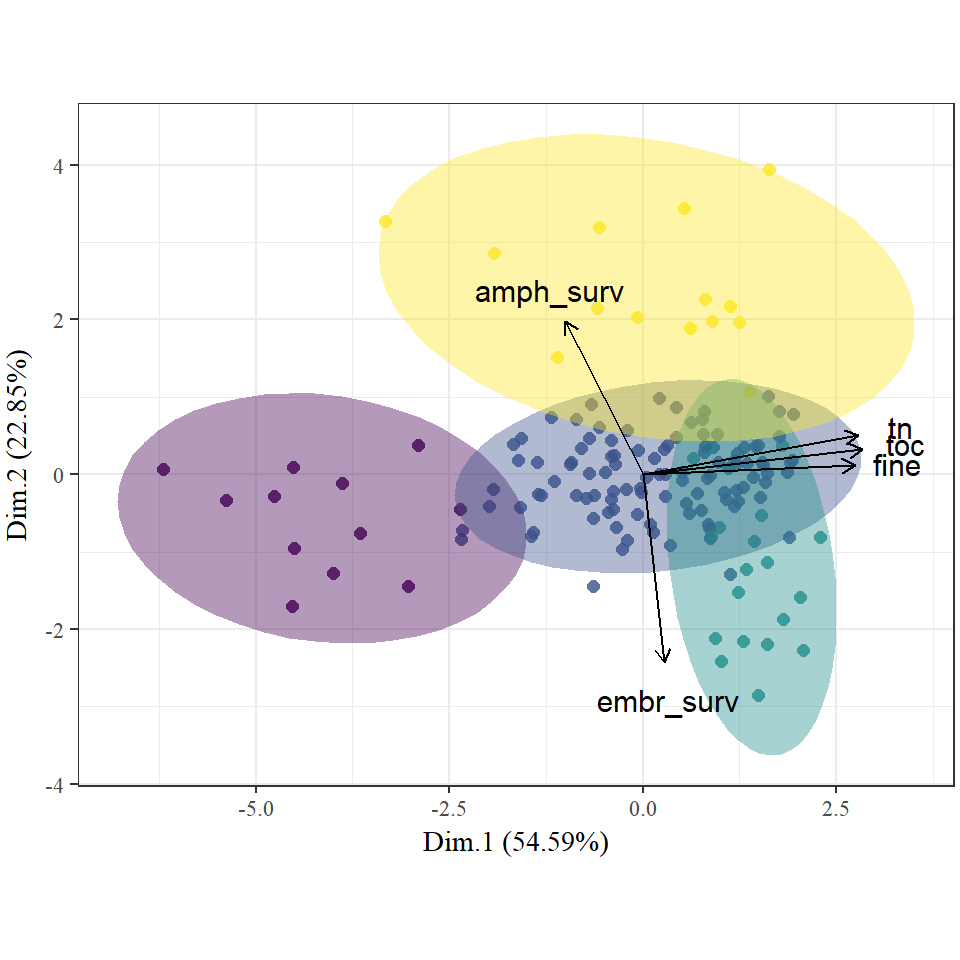 4
amph_surv
2
tn
toc
fine
0
-2
embr_surv
-4
-5.0 -2.5 0.0 2.5
Dim.1 (54.59%)
Dim.2 (22.85%)